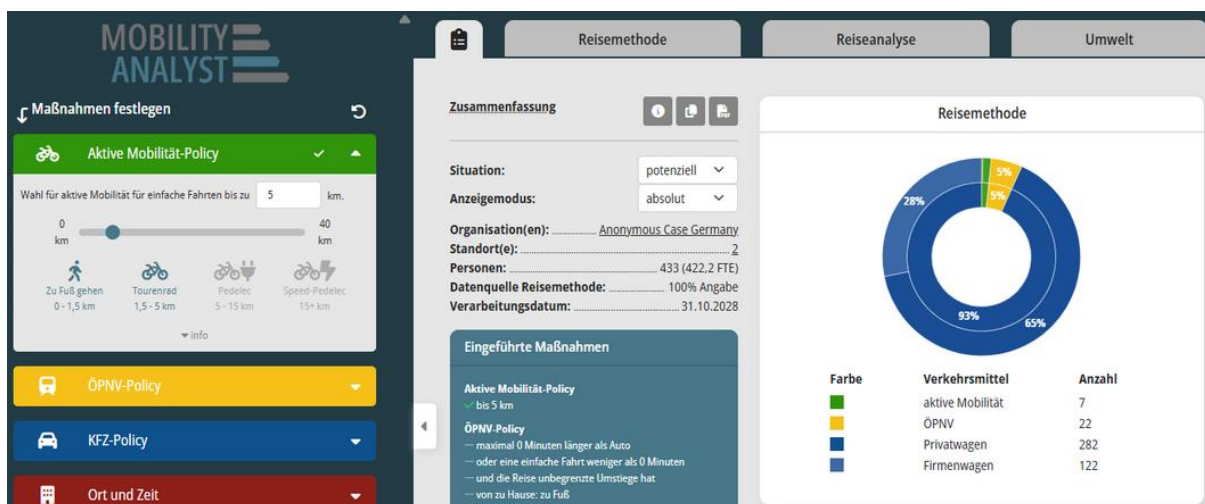 MOBILITY
ANALYST
Maßnahmen festlegen
Aktive Mobilität-Policy
Wahl für aktive Mobilität für einfache Fahrten bis zu 5 km.
0 km
40 km
Zu Fuß gehen
0 - 1,5 km
Tourenrad
1,5 - 5 km
Pedelec
5 - 15 km
Speed-Pedelec
15+ km
info
ÖPNV-Policy
KFZ-Policy
Ort und Zeit
Reisemethode
Reiseanalyse
Umwelt
Zusammenfassung
Situation: potenziell
Anzeigemodus: absolut
Organisation(en): Anonymous Case Germany
Standort(e): 2
Personen: 433 (422.2 FTE)
Datenquelle Reisemethode: 100% Angabe
Verarbeitungsdatum: 31.10.2028
Eingeführte Maßnahmen
Aktive Mobilität-Policy
bis 5 km
ÖPNV-Policy
— maximal 0 Minuten länger als Auto
— oder eine einfache Fahrt weniger als 0 Minuten
— und die Reise unbegrenzte Umstiege hat
— von zu Hause: zu Fuß
Reisemethode
5%
5%
28%
93%
65%
Farbe Verkehrsmittel Anzahl
aktive Mobilität 7
ÖPNV 22
Privatwagen 282
Firmenwagen 122